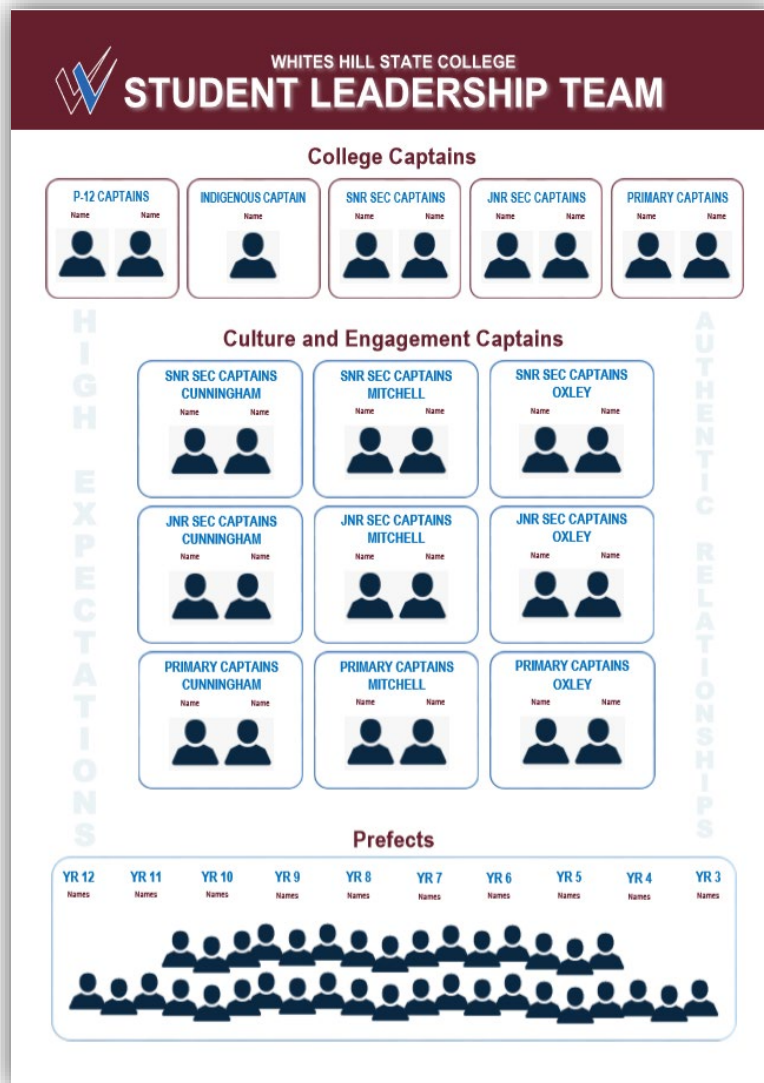 WHITES HILL STATE COLLEGE
STUDENT LEADERSHIP TEAM
College Captains
P-12 CAPTAINS
Name Name
INDIGENOUS CAPTAIN
Name
SNR SEC CAPTAINS
Name Name
JNR SEC CAPTAINS
Name Name
PRIMARY CAPTAINS
Name Name
HIGH EXPECTATIONS
AUTHENTIC RELATIONSHIPS
Culture and Engagement Captains
SNR SEC CAPTAINS
CUNNINGHAM
Name Name
SNR SEC CAPTAINS
MITCHELL
Name Name
SNR SEC CAPTAINS
OXLEY
Name Name
JNR SEC CAPTAINS
CUNNINGHAM
Name Name
JNR SEC CAPTAINS
MITCHELL
Name Name
JNR SEC CAPTAINS
OXLEY
Name Name
PRIMARY CAPTAINS
CUNNINGHAM
Name Name
PRIMARY CAPTAINS
MITCHELL
Name Name
PRIMARY CAPTAINS
OXLEY
Name Name
Prefects
YR 12 YR 11 YR 10 YR 9 YR 8 YR 7 YR 6 YR 5 YR 4 YR 3
Names Names Names Names Names Names Names Names Names Names